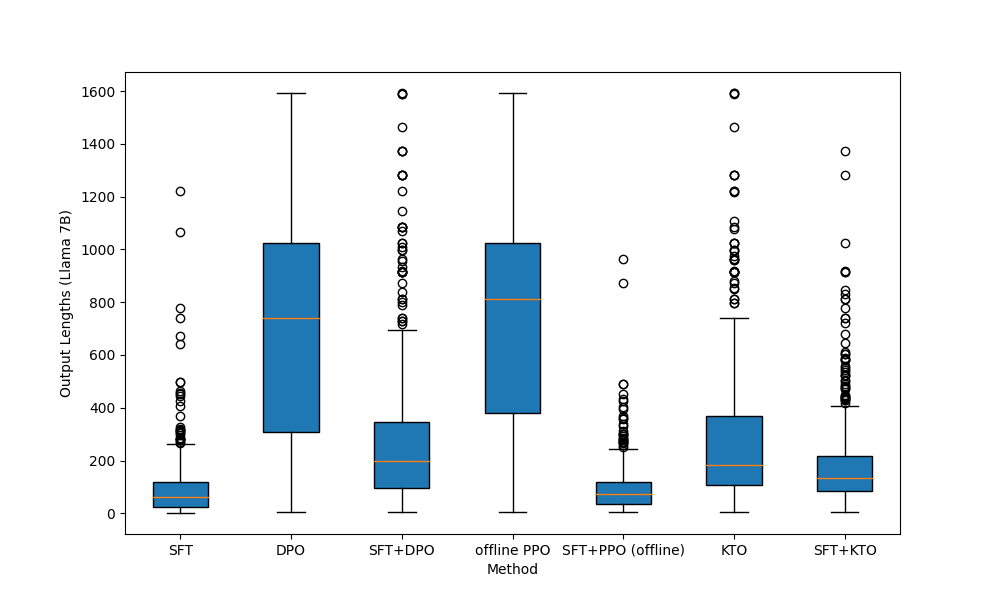 1600
1400
1200
1000
800
600
400
200
0
Output Lengths (Llama 7B)
SFT
DPO
SFT+DPO
offline PPO
SFT+PPO (offline)
KTO
SFT+KTO
Method